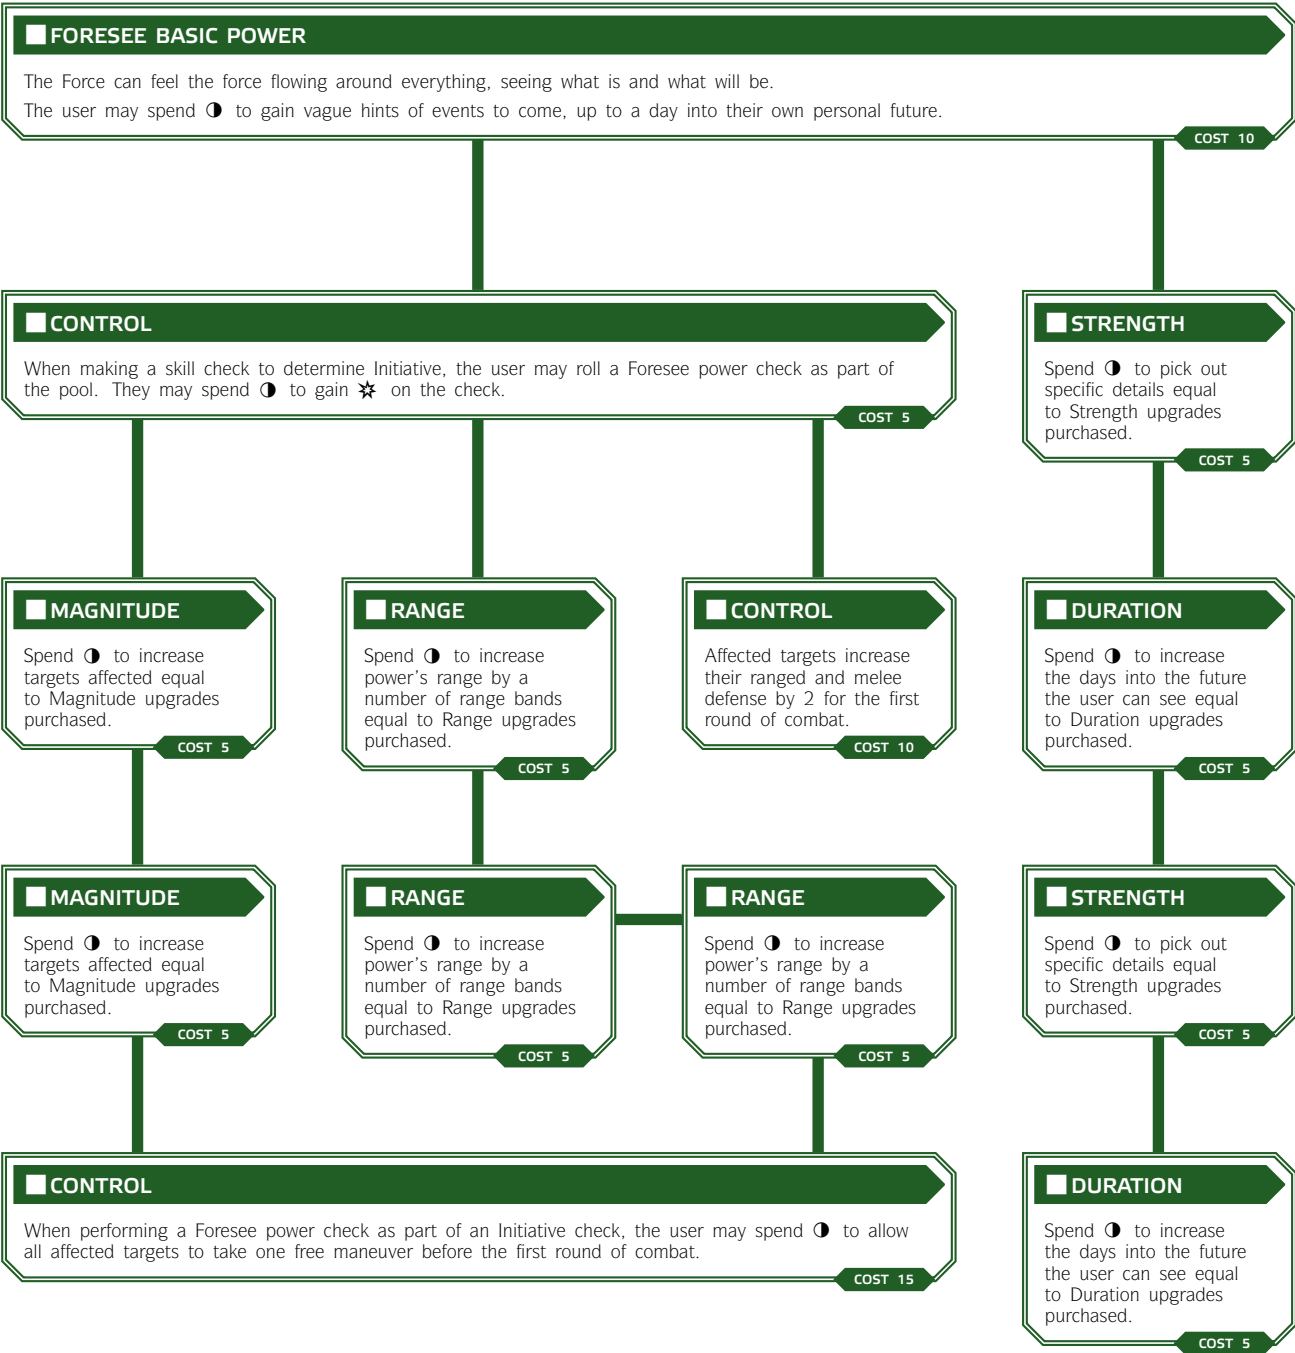 FORESEE BASIC POWER
The Force can feel the force flowing around everything, seeing what is and what will be.
The user may spend ◑ to gain vague hints of events to come, up to a day into their own personal future.
COST 10
CONTROL
When making a skill check to determine Initiative, the user may roll a Foresee power check as part of
the pool. They may spend ◑ to gain ✵ on the check.
COST 5
STRENGTH
Spend ◑ to pick out
specific details equal
to Strength upgrades
purchased.
COST 5
MAGNITUDE
Spend ◑ to increase
targets affected equal
to Magnitude upgrades
purchased.
COST 5
RANGE
Spend ◑ to increase
power's range by a
number of range bands
equal to Range upgrades
purchased.
COST 5
CONTROL
Affected targets increase
their ranged and melee
defense by 2 for the first
round of combat.
COST 10
DURATION
Spend ◑ to increase
the days into the future
the user can see equal
to Duration upgrades
purchased.
COST 5
MAGNITUDE
Spend ◑ to increase
targets affected equal
to Magnitude upgrades
purchased.
COST 5
RANGE
Spend ◑ to increase
power's range by a
number of range bands
equal to Range upgrades
purchased.
COST 5
RANGE
Spend ◑ to increase
power's range by a
number of range bands
equal to Range upgrades
purchased.
COST 5
STRENGTH
Spend ◑ to pick out
specific details equal
to Strength upgrades
purchased.
COST 5
CONTROL
When performing a Foresee power check as part of an Initiative check, the user may spend ◑ to allow
all affected targets to take one free maneuver before the first round of combat.
COST 15
DURATION
Spend ◑ to increase
the days into the future
the user can see equal
to Duration upgrades
purchased.
COST 5